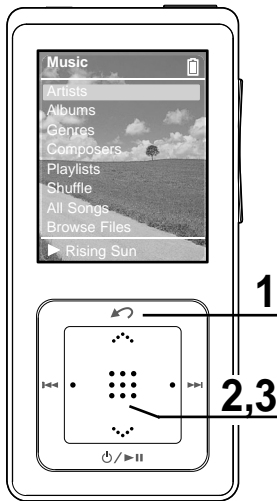 Music
Artists
Albums
Genres
Composers
Playlists
Shuffle
All Songs
Browse Files
Rising Sun
1
2,3